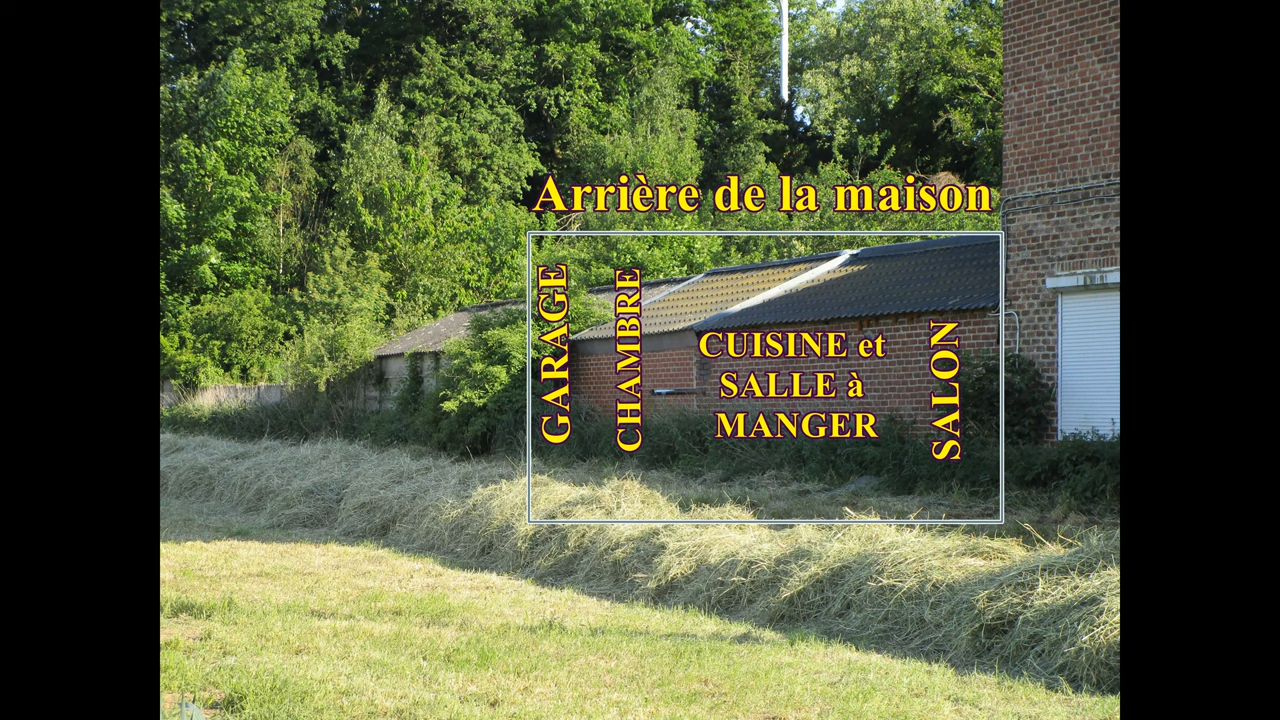 Arrière de la maison
GARAGE
CHAMBRE
CUISINE et
SALLE à
MANGER
SALON